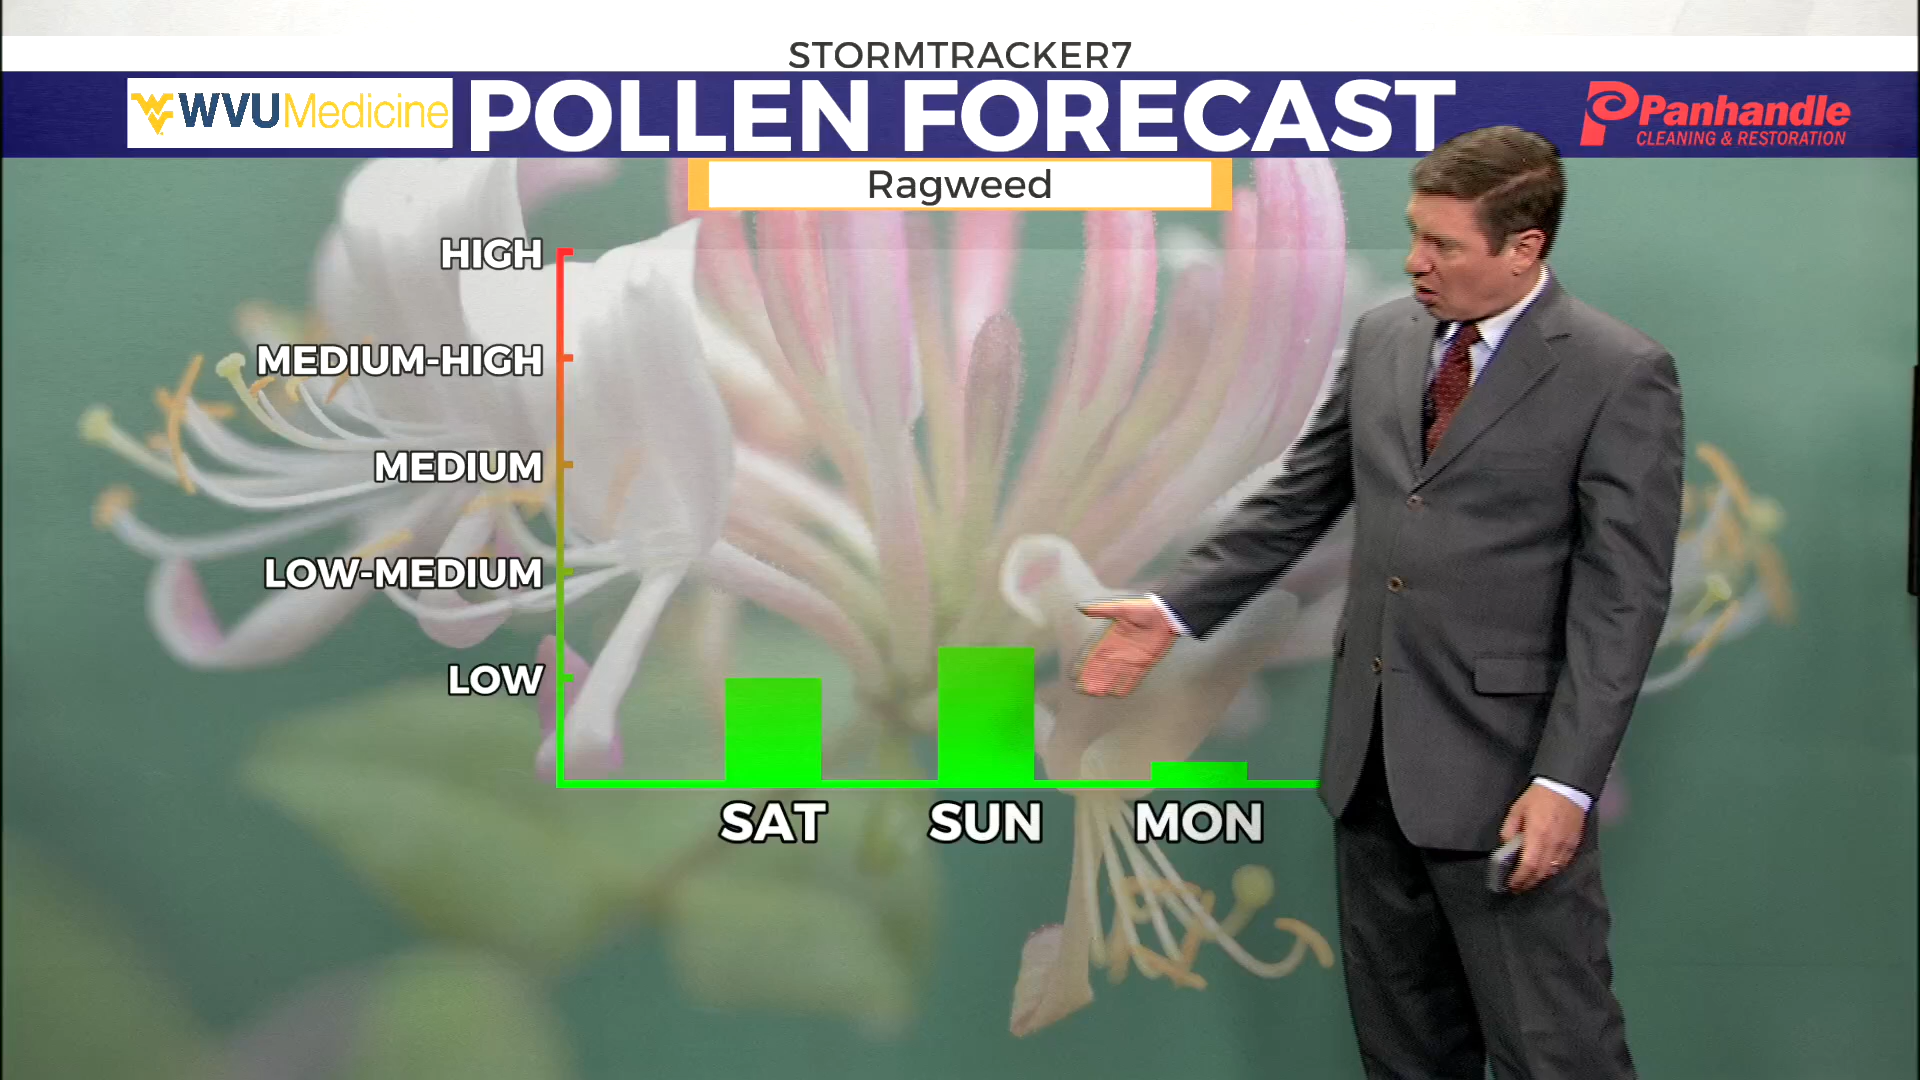 STORMTRACKER7
WVUMedicine
POLLEN FORECAST
Panhandle
CLEANING & RESTORATION
Ragweed
HIGH
MEDIUM-HIGH
MEDIUM
LOW-MEDIUM
LOW
SAT SUN MON